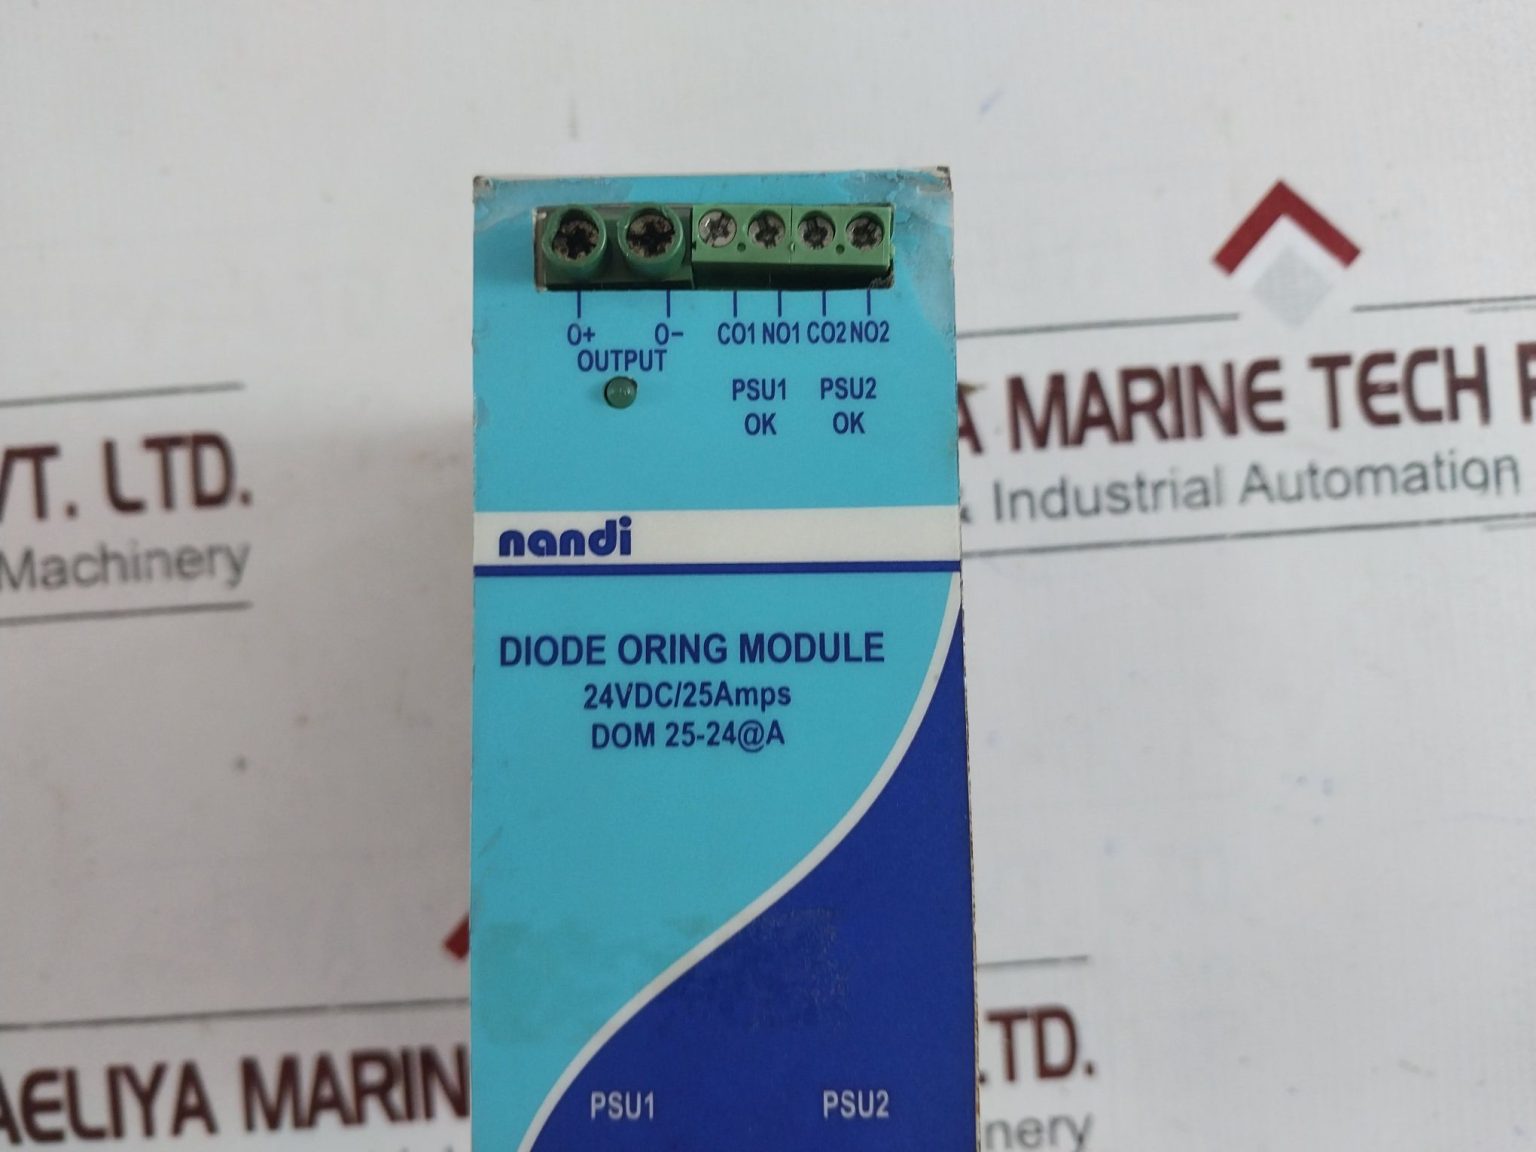 O+ O− CO1 NO1 CO2 NO2
OUTPUT
PSU1 PSU2
OK OK
nandi
DIODE ORING MODULE
24VDC/25Amps
DOM 25-24@A
PSU1 PSU2
VT. LTD.
Machinery
A MARINE TECH P
& Industrial Automation
AELIYA MARIN
LTD.
nery